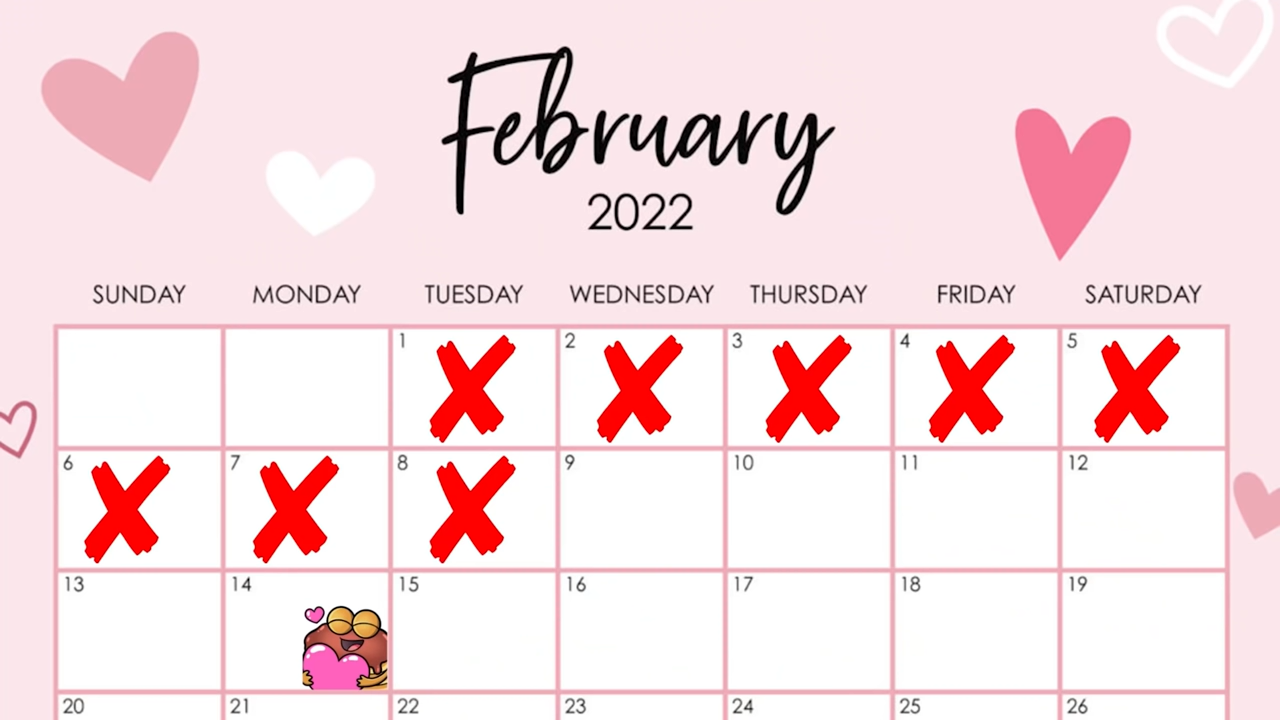 February
2022
SUNDAY MONDAY TUESDAY WEDNESDAY THURSDAY FRIDAY SATURDAY
1 2 3 4 5
6 7 8 9 10 11 12
13 14 15 16 17 18 19
20 21 22 23 24 25 26